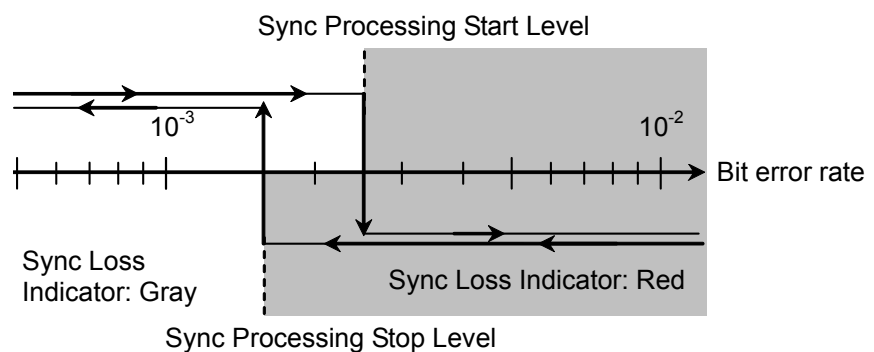 Sync Processing Start Level
10-3
10-2
Bit error rate
Sync Loss
Indicator: Gray
Sync Loss Indicator: Red
Sync Processing Stop Level